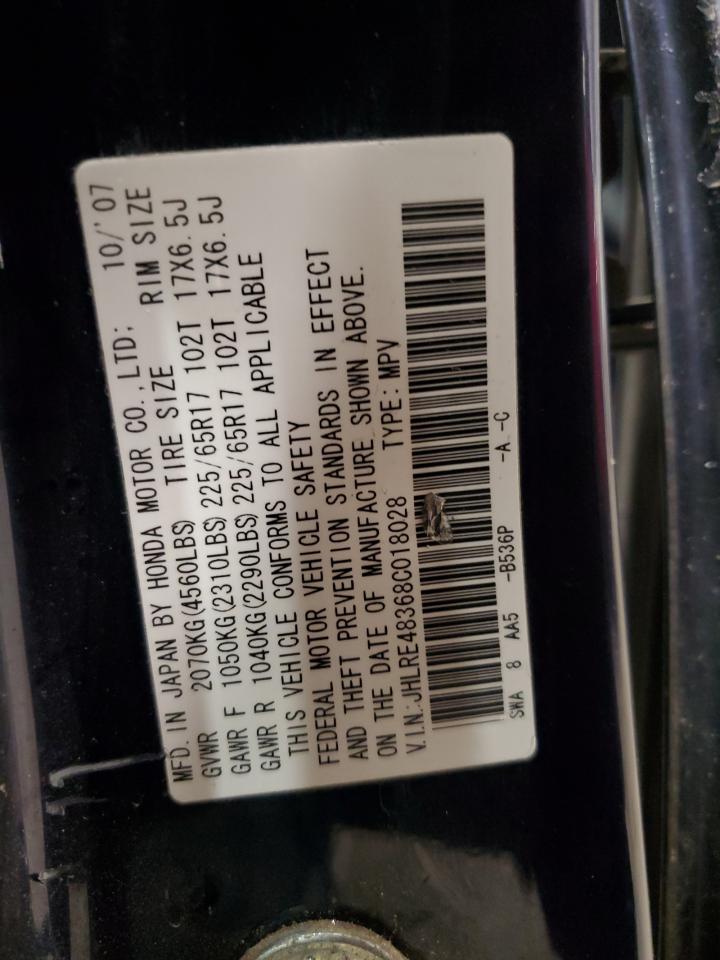 MFD. IN JAPAN BY HONDA MOTOR CO., LTD: 10/'07
GVWR 2070KG(4560LBS) TIRE SIZE RIM SIZE
GAWR F 1050KG(2310LBS) 225/65R17 102T 17X6.5J
GAWR R 1040KG(2290LBS) 225/65R17 102T 17X6.5J
THIS VEHICLE CONFORMS TO ALL APPLICABLE
FEDERAL MOTOR VEHICLE SAFETY
AND THEFT PREVENTION STANDARDS IN EFFECT
ON THE DATE OF MANUFACTURE SHOWN ABOVE.
V.I.N.:JHLRE48368C018028 TYPE: MPV
SWA 8 AA5 -B536P -A -C